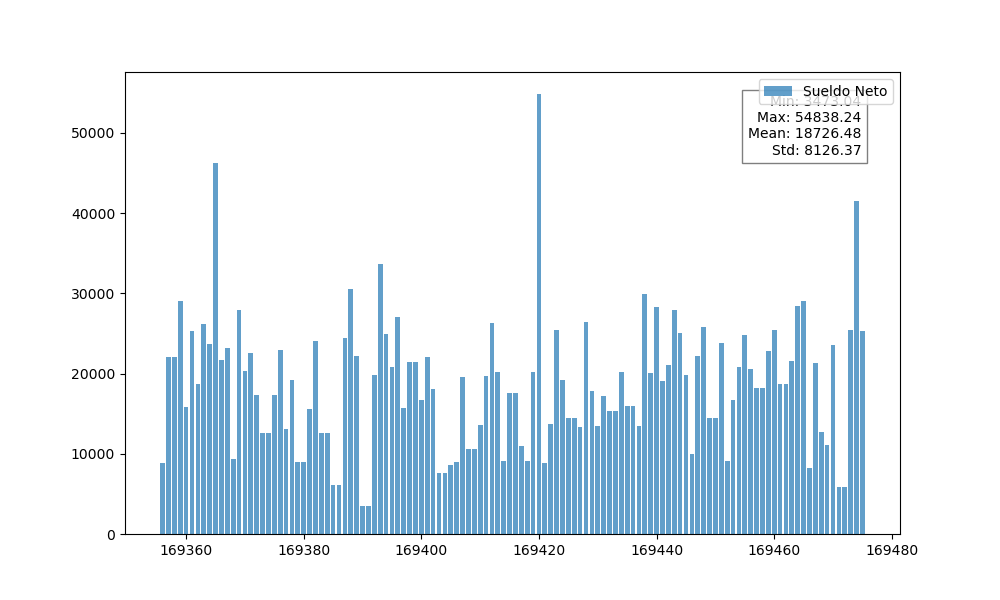 Sueldo Neto
Min: 3473.04
Max: 54838.24
Mean: 18726.48
Std: 8126.37
50000
40000
30000
20000
10000
0
169360 169380 169400 169420 169440 169460 169480